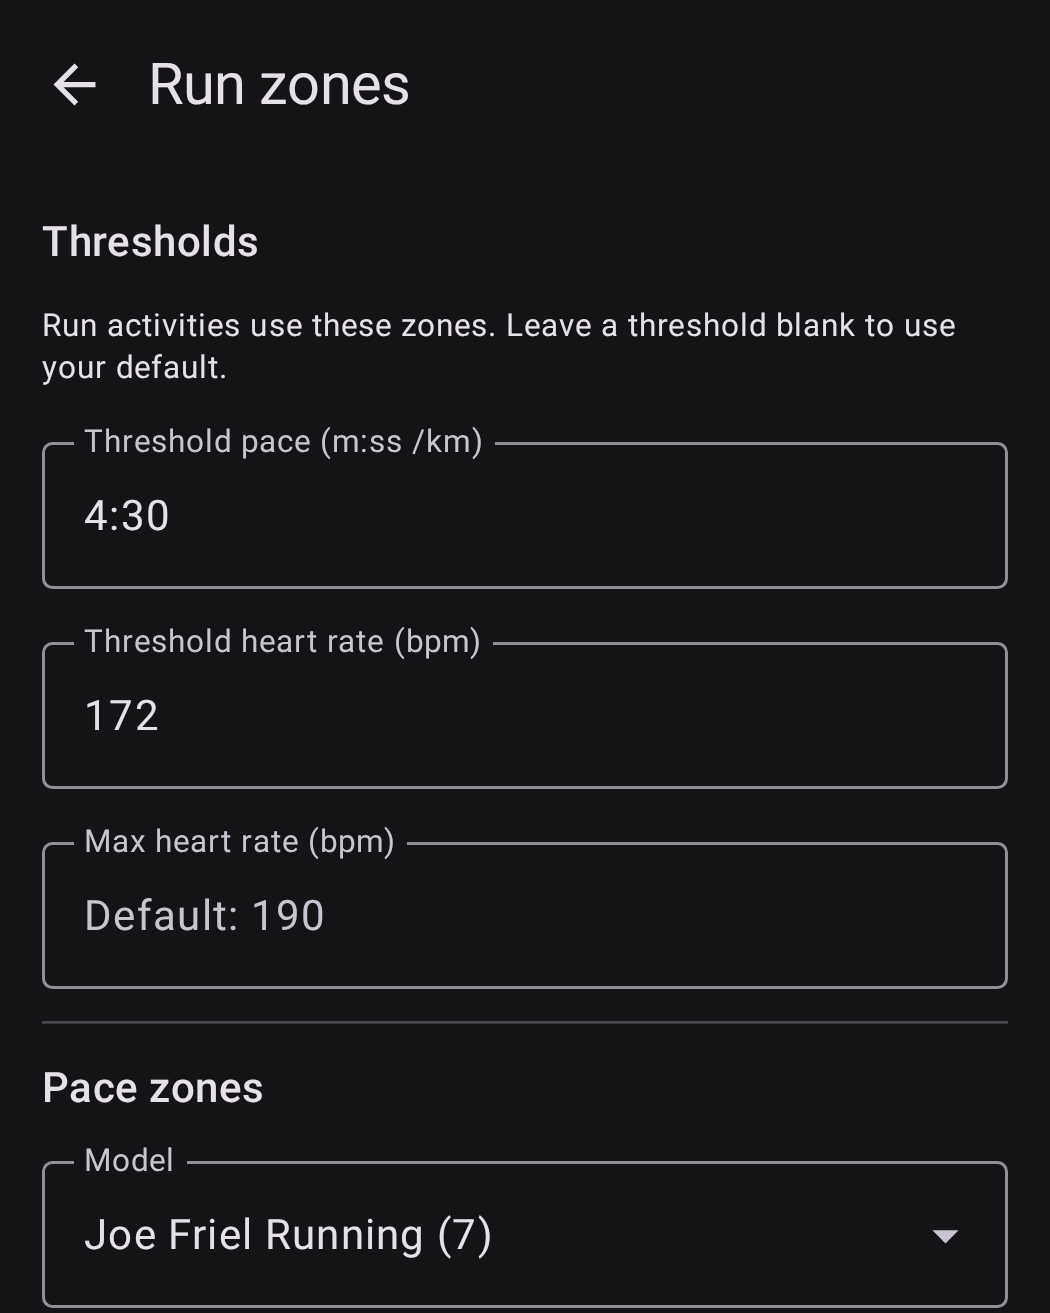 Run zones
Thresholds
Run activities use these zones. Leave a threshold blank to use
your default.
Threshold pace (m:ss /km)
4:30
Threshold heart rate (bpm)
172
Max heart rate (bpm)
Default: 190
Pace zones
Model
Joe Friel Running (7)